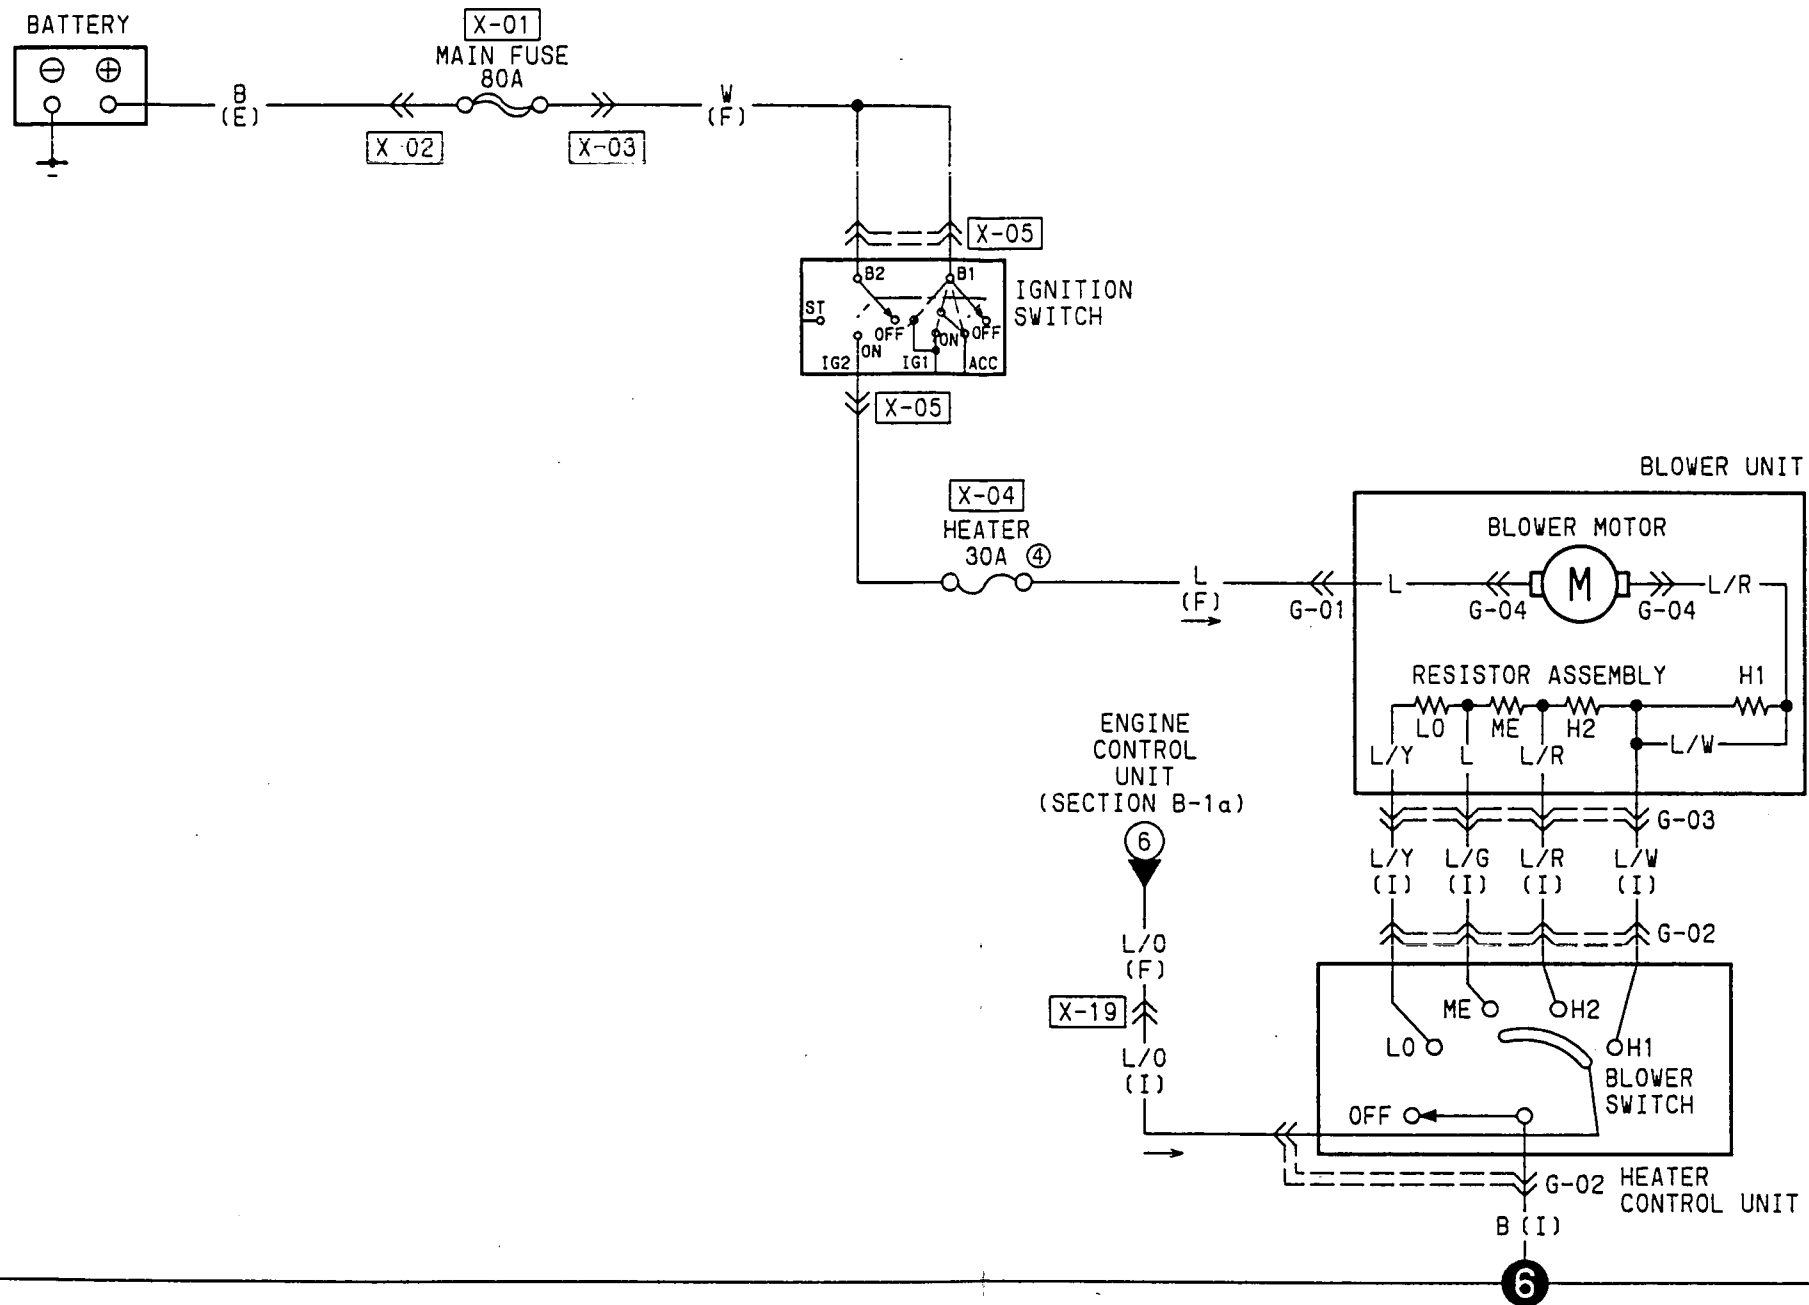 BATTERY
X-01
MAIN FUSE
80A
B
(E)
X-02
X-03
W
(F)
X-05
B2
B1
IGNITION
SWITCH
ST
OFF
ON
OFF
ON
IG2
IG1
ACC
X-05
X-04
HEATER
30A ④
L
(F)
G-01
BLOWER UNIT
BLOWER MOTOR
L
G-04
M
G-04
L/R
RESISTOR ASSEMBLY
H1
LO
ME
H2
L/Y
L
L/R
L/W
G-03
L/Y
(I)
L/G
(I)
L/R
(I)
L/W
(I)
G-02
ENGINE
CONTROL
UNIT
(SECTION B-1a)
6
L/O
(F)
X-19
L/O
(I)
ME
H2
LO
H1
BLOWER
SWITCH
OFF
G-02
HEATER
CONTROL UNIT
B (I)
6